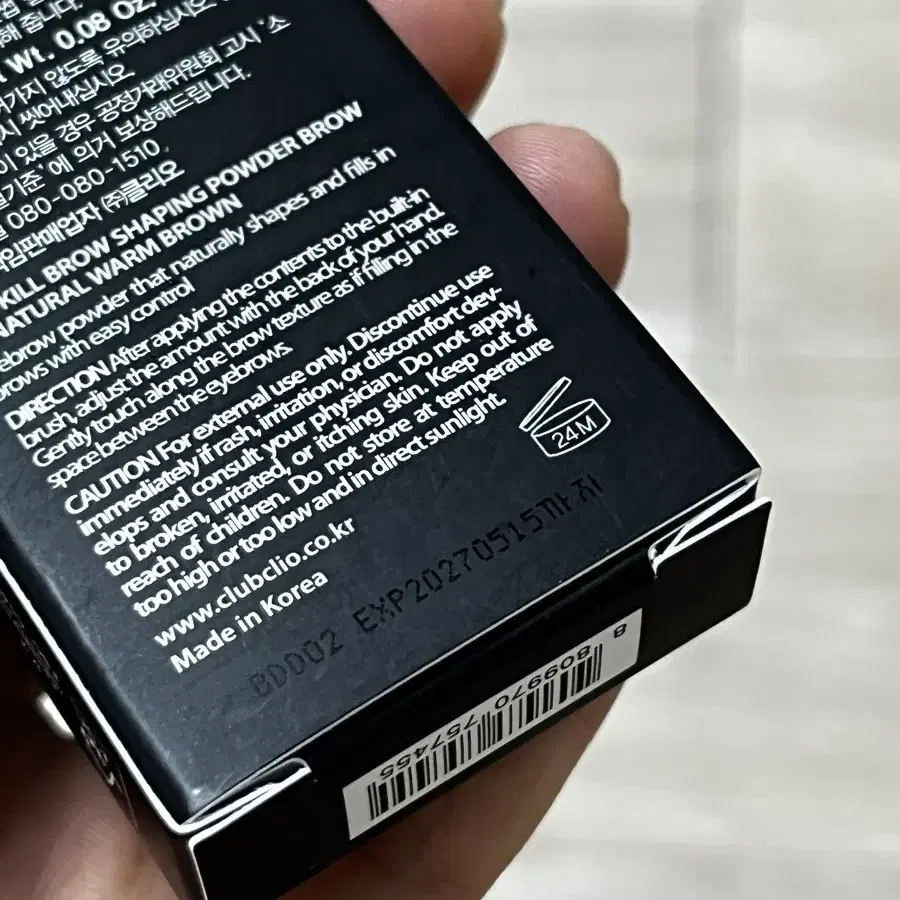 해 줍니다.
Wt. 0.08 Oz.
않도록 유의하십시오
씻어내십시오.
있을 경우 공정거래위원회 고시 '소
기준' 에 의거 보상해드립니다.
080-080-1510
책임판매업자 ㈜클리오
KILL BROW SHAPING POWDER BROW
NATURAL WARM BROWN
ebrow powder that naturally shapes and fills in
brows with easy control
DIRECTION After applying the contents to the built-in
brush, adjust the amount with the back of your hand.
Gently touch along the brow texture as if filling in the
space between the eyebrows.
CAUTION For external use only. Discontinue use
immediately if rash, irritation, or discomfort dev-
elops and consult your physician. Do not apply
to broken, irritated, or itching skin. Keep out of
reach of children. Do not store at temperature
too high or too low and in direct sunlight.
24M
www.clubclio.co.kr
Made in Korea
EXP20270515까지
8 809970 757455